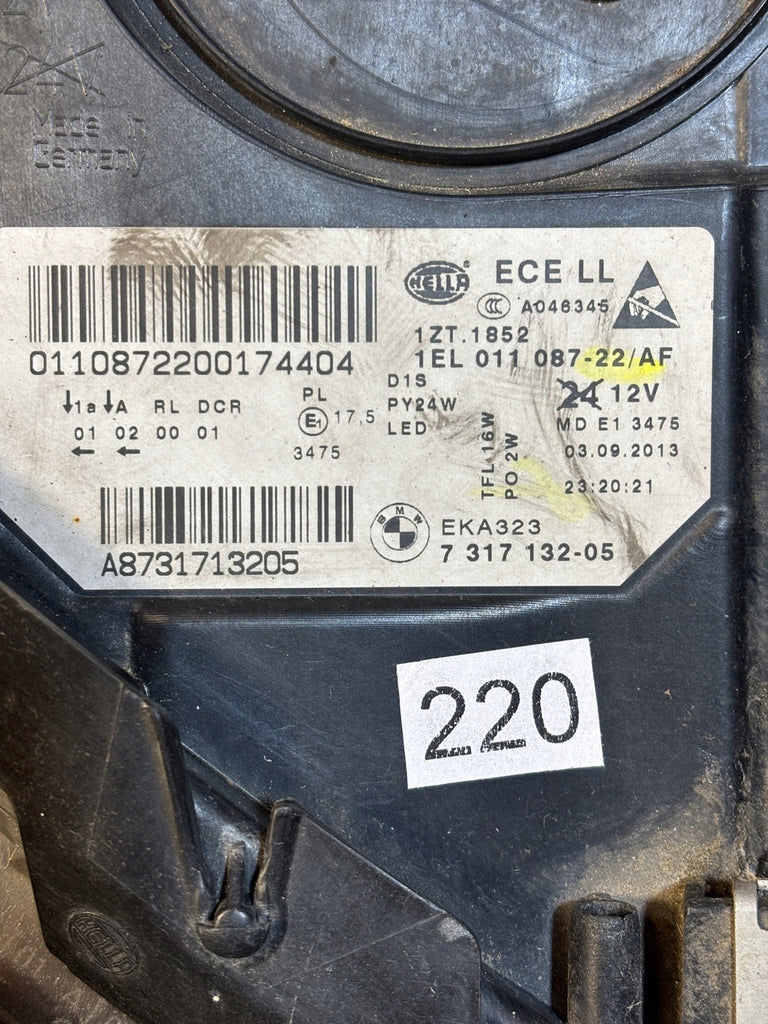 24V
Made in
Germany
HELLA
ECE LL
CCC A046345
1ZT.1852
0110872200174404
1EL 011 087-22/AF
D1S
24 12V
↓1a ↓A RL DCR
PL
PY24W
01 02 00 01
E1 17,5
LED
MD E1 3475
← ←
3475
TFL 16W
PO 2W
03.09.2013
23:20:21
BMW
EKA323
A8731713205
7 317 132-05
220
HELLA